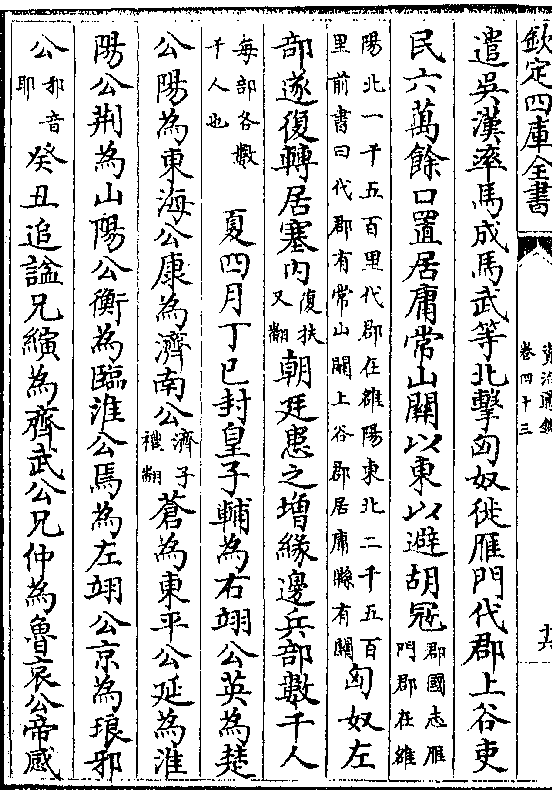 欽定四庫全書
資治通鑑
卷四十三
十六
遣吳漢率馬成馬武等北擊匈奴徙雁門代郡上谷吏
民六萬餘口置居庸常山關以東以避胡寇郡國志雁門郡在雒
陽北一千五百里代郡在雒陽東北二千五百里前書曰代郡有常山關上谷郡居庸縣有關匈奴左
部遂復轉居塞内復扶又翻朝廷患之增緣邊兵部數千人
每部各數千人也夏四月丁巳封皇子輔為右翊公英為楚
公陽為東海公康為濟南公濟子禮翻蒼為東平公延為淮
陽公荆為山陽公衡為臨淮公焉為左翊公京為琅邪
公邪音耶癸丑追諡兄縯為齊武公兄仲為魯哀公帝感